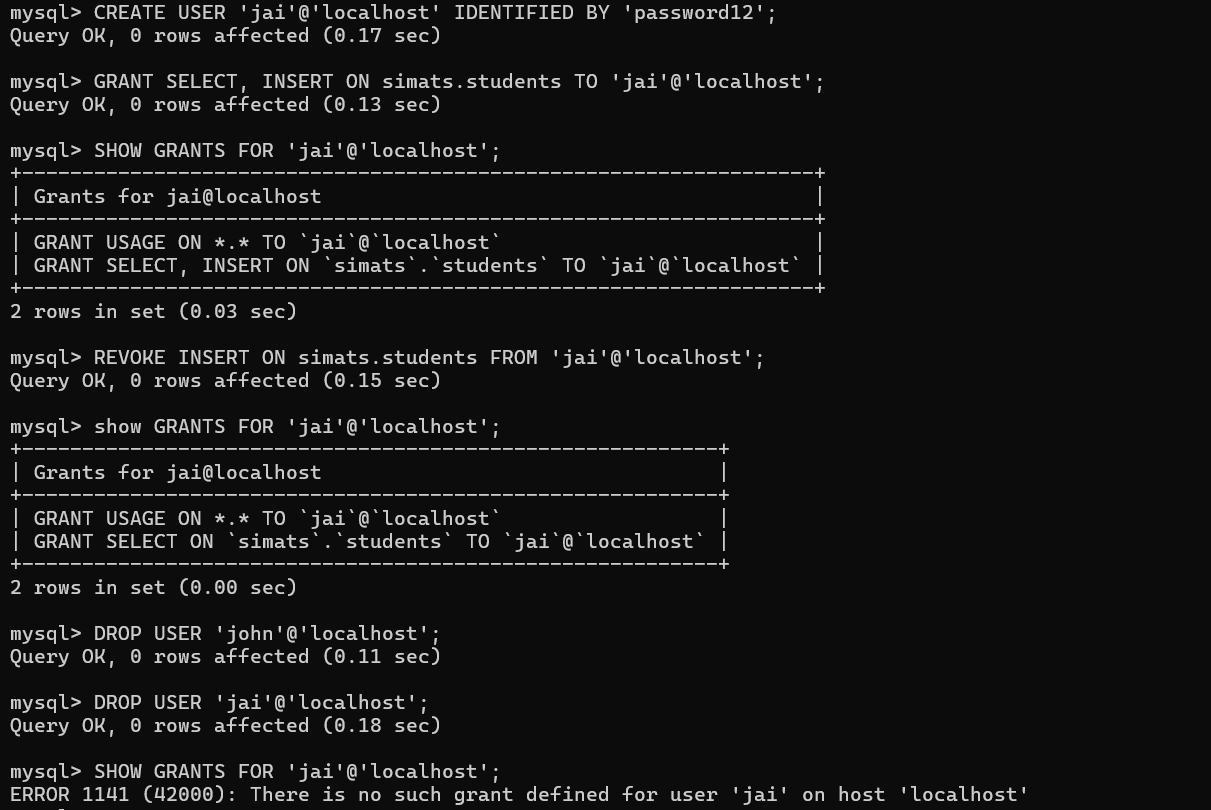 mysql> CREATE USER 'jai'@'localhost' IDENTIFIED BY 'password12';
Query OK, 0 rows affected (0.17 sec)

mysql> GRANT SELECT, INSERT ON simats.students TO 'jai'@'localhost';
Query OK, 0 rows affected (0.13 sec)

mysql> SHOW GRANTS FOR 'jai'@'localhost';
+------------------------------------------------------------------+
| Grants for jai@localhost                                         |
+------------------------------------------------------------------+
| GRANT USAGE ON *.* TO `jai`@`localhost`                          |
| GRANT SELECT, INSERT ON `simats`.`students` TO `jai`@`localhost` |
+------------------------------------------------------------------+
2 rows in set (0.03 sec)

mysql> REVOKE INSERT ON simats.students FROM 'jai'@'localhost';
Query OK, 0 rows affected (0.15 sec)

mysql> show GRANTS FOR 'jai'@'localhost';
+----------------------------------------------------------+
| Grants for jai@localhost                                 |
+----------------------------------------------------------+
| GRANT USAGE ON *.* TO `jai`@`localhost`                  |
| GRANT SELECT ON `simats`.`students` TO `jai`@`localhost` |
+----------------------------------------------------------+
2 rows in set (0.00 sec)

mysql> DROP USER 'john'@'localhost';
Query OK, 0 rows affected (0.11 sec)

mysql> DROP USER 'jai'@'localhost';
Query OK, 0 rows affected (0.18 sec)

mysql> SHOW GRANTS FOR 'jai'@'localhost';
ERROR 1141 (42000): There is no such grant defined for user 'jai' on host 'localhost'